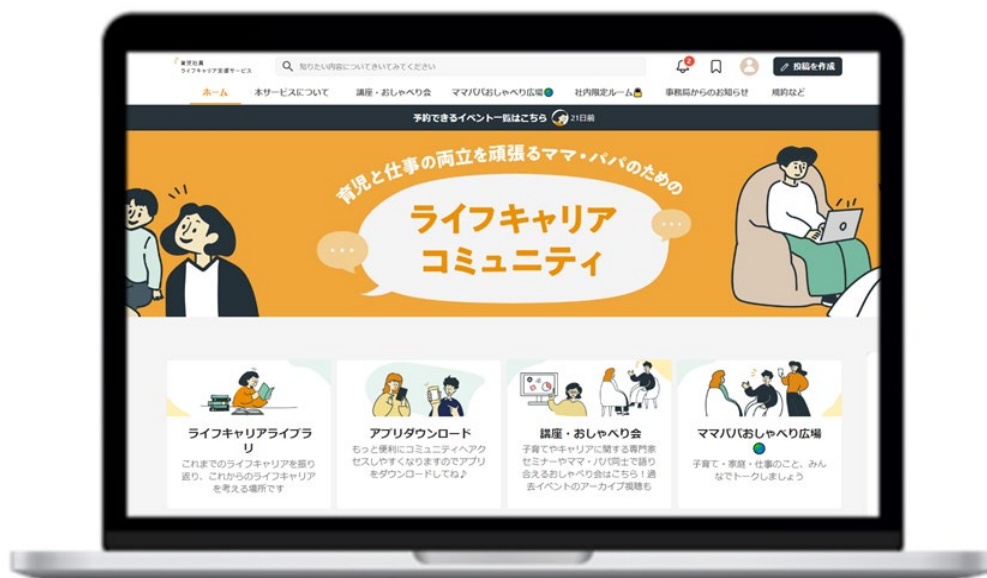 育児社員
ライフキャリア支援サービス
知りたい内容についてきいてみてください
2
投稿を作成
ホーム
本サービスについて
講座・おしゃべり会
ママパパおしゃべり広場
社内限定ルーム
事務局からのお知らせ
規約など
予約できるイベント一覧はこちら
21日前
育児と仕事の両立を頑張るママ・パパのための
ライフキャリア
コミュニティ
ライフキャリアライブラ
リ
これまでのライフキャリアを振り
返り、これからのライフキャリア
を考える場所です
アプリダウンロード
もっと便利にコミュニティへアク
セスしやすくなりますのでアプリ
をダウンロードしてね♪
講座・おしゃべり会
子育てやキャリアに関する専門家
セミナーやママ・パパ同士で語り
合えるおしゃべり会はこちら！過
去イベントのアーカイブ視聴も
ママパパおしゃべり広場
子育て・家庭・仕事のこと、みん
なでトークしましょう